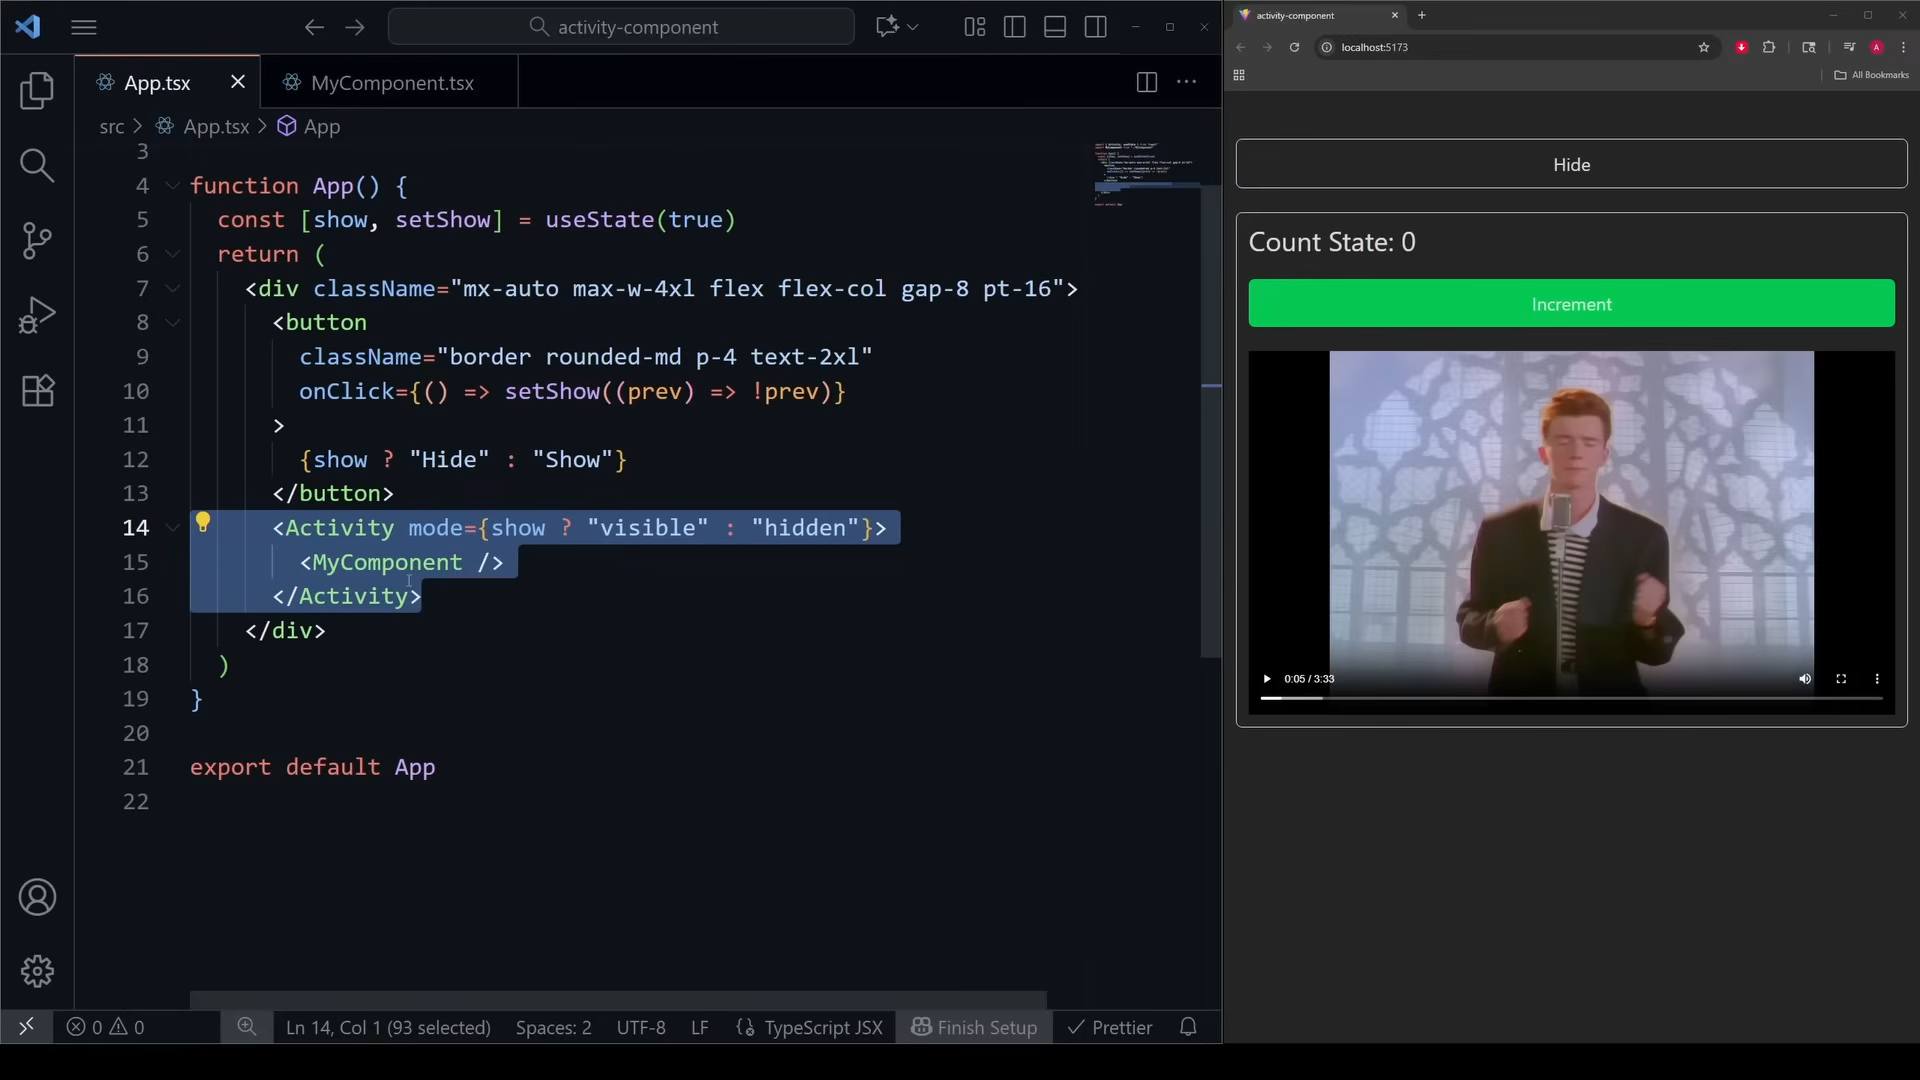 activity-component
App.tsx
MyComponent.tsx
src > App.tsx > App
3
4 function App() {
5 const [show, setShow] = useState(true)
6 return (
7 <div className="mx-auto max-w-4xl flex flex-col gap-8 pt-16">
8 <button
9 className="border rounded-md p-4 text-2xl"
10 onClick={() => setShow((prev) => !prev)}
11 >
12 {show ? "Hide" : "Show"}
13 </button>
14 <Activity mode={show ? "visible" : "hidden"}>
15 <MyComponent />
16 </Activity>
17 </div>
18 )
19 }
20
21 export default App
22
0 0 Ln 14, Col 1 (93 selected) Spaces: 2 UTF-8 LF {} TypeScript JSX Finish Setup Prettier
activity-component
localhost:5173
A
All Bookmarks
Hide
Count State: 0
Increment
0:05 / 3:33